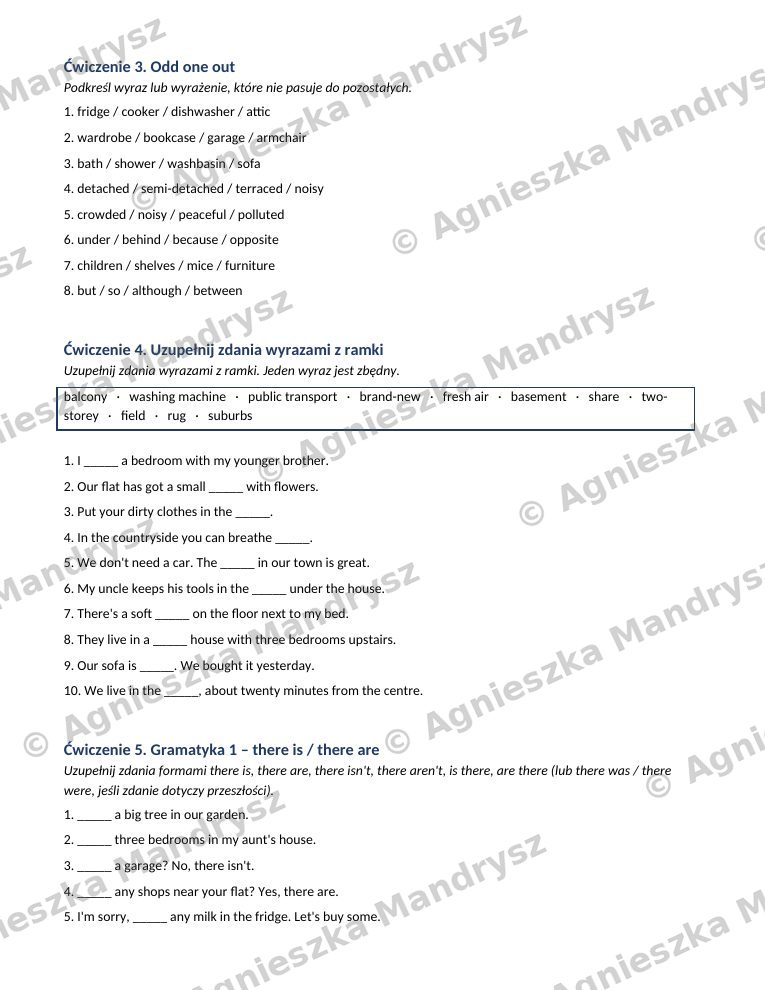 Ćwiczenie 3. Odd one out
Podkreśl wyraz lub wyrażenie, które nie pasuje do pozostałych.
1. fridge / cooker / dishwasher / attic
2. wardrobe / bookcase / garage / armchair
3. bath / shower / washbasin / sofa
4. detached / semi-detached / terraced / noisy
5. crowded / noisy / peaceful / polluted
6. under / behind / because / opposite
7. children / shelves / mice / furniture
8. but / so / although / between
Ćwiczenie 4. Uzupełnij zdania wyrazami z ramki
Uzupełnij zdania wyrazami z ramki. Jeden wyraz jest zbędny.
balcony · washing machine · public transport · brand-new · fresh air · basement · share · two-
storey · field · rug · suburbs
1. I _____ a bedroom with my younger brother.
2. Our flat has got a small _____ with flowers.
3. Put your dirty clothes in the _____.
4. In the countryside you can breathe _____.
5. We don't need a car. The _____ in our town is great.
6. My uncle keeps his tools in the _____ under the house.
7. There's a soft _____ on the floor next to my bed.
8. They live in a _____ house with three bedrooms upstairs.
9. Our sofa is _____. We bought it yesterday.
10. We live in the _____, about twenty minutes from the centre.
Ćwiczenie 5. Gramatyka 1 – there is / there are
Uzupełnij zdania formami there is, there are, there isn't, there aren't, is there, are there (lub there was / there
were, jeśli zdanie dotyczy przeszłości).
1. _____ a big tree in our garden.
2. _____ three bedrooms in my aunt's house.
3. _____ a garage? No, there isn't.
4. _____ any shops near your flat? Yes, there are.
5. I'm sorry, _____ any milk in the fridge. Let's buy some.
© Agnieszka Mandrysz